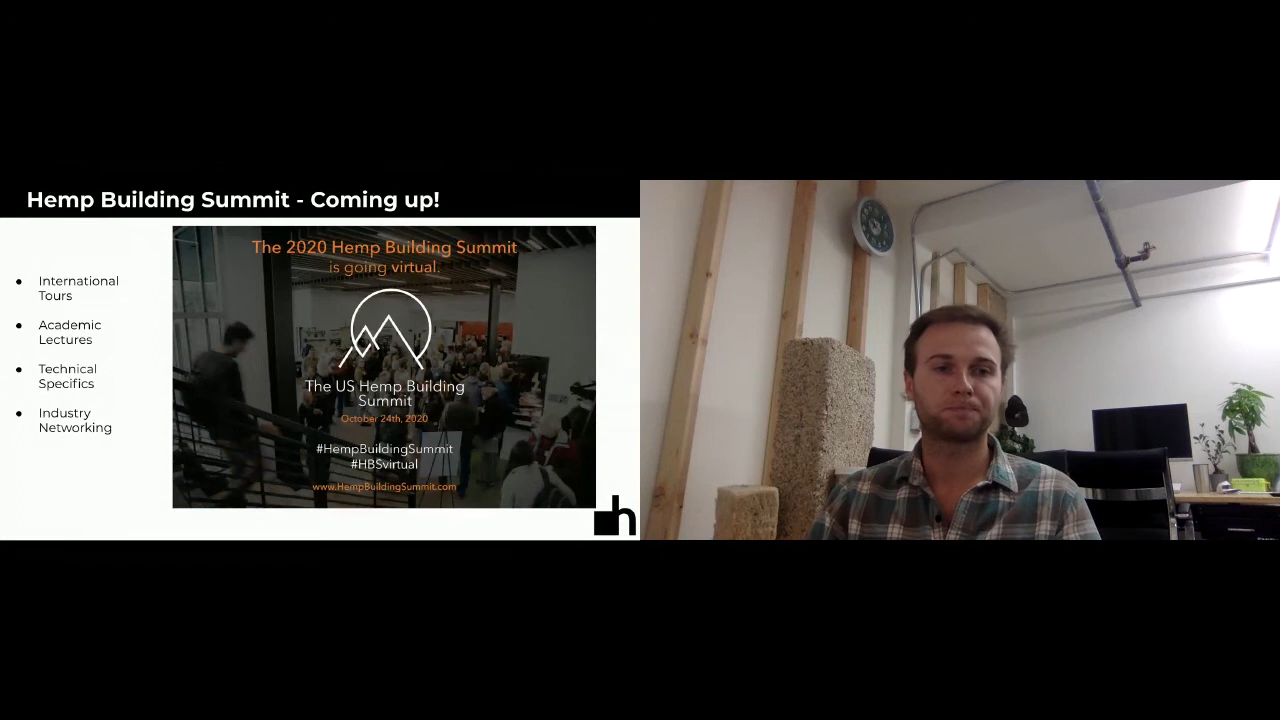 Hemp Building Summit - Coming up!
The 2020 Hemp Building Summit
is going virtual.
International
Tours
Academic
Lectures
Technical
Specifics
Industry
Networking
The US Hemp Building
Summit
October 24th, 2020
#HempBuildingSummit
#HBSvirtual
www.HempBuildingSummit.com
h